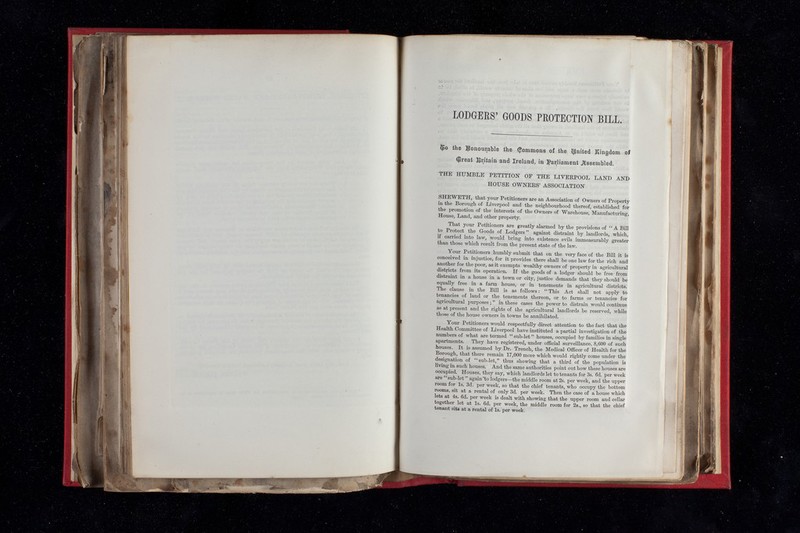 LODGERS' GOODS PROTECTION BILL.
To the Honourable the Commons of the United Kingdom of
Great Britain and Ireland, in Parliament Assembled.
THE HUMBLE PETITION OF THE LIVERPOOL LAND AND
HOUSE OWNERS' ASSOCIATION
SHEWETH, that your Petitioners are an Association of Owners of Property
in the Borough of Liverpool and the neighbourhood thereof, established for
the promotion of the interests of the Owners of Warehouse, Manufacturing,
House, Land, and other property.
That your Petitioners are greatly alarmed by the provisions of "A Bill
to Protect the Goods of Lodgers" against distraint by landlords, which,
if carried into law, would bring into existence evils immeasurably greater
than those which result from the present state of the law.
Your Petitioners humbly submit that on the very face of the Bill it is
conceived in injustice, for it provides there shall be one law for the rich and
another for the poor, as it exempts wealthy owners of property in agricultural
districts from its operation. If the goods of a lodger should be free from
distraint in a house in a town or city, justice demands that they should be
equally free in a farm house, or in tenements in agricultural districts.
The clause in the Bill is as follows: "This Act shall not apply to
tenancies of land or the tenements thereon, or to farms or tenancies for
agricultural purposes;" in these cases the power to distrain would continue
as at present and the rights of the agricultural landlords be reserved, while
those of the house owners in towns be annihilated.
Your Petitioners would respectfully direct attention to the fact that the
Health Committee of Liverpool have instituted a partial investigation of the
numbers of what are termed "sub-let" houses, occupied by families in single
apartments. They have registered, under official surveillance, 8,000 of such
houses. It is assumed by Dr. Trench, the Medical Officer of Health for the
Borough, that there remain 17,000 more which would rightly come under the
designation of "sub-let," thus showing that a third of the population is
living in such houses. And the same authorities point out how these houses are
occupied. Houses, they say, which landlords let to tenants for 3s. 6d. per week
are "sub-let" again to lodgers—the middle room at 2s. per week, and the upper
room for 1s. 3d. per week, so that the chief tenants, who occupy the bottom
rooms, sit at a rental of only 3d. per week. Then the case of a house which
lets at 4s. 6d. per week is dealt with showing that the upper room and cellar
together let at 1s. 6d. per week, the middle room for 2s., so that the chief
tenant sits at a rental of 1s. per week.